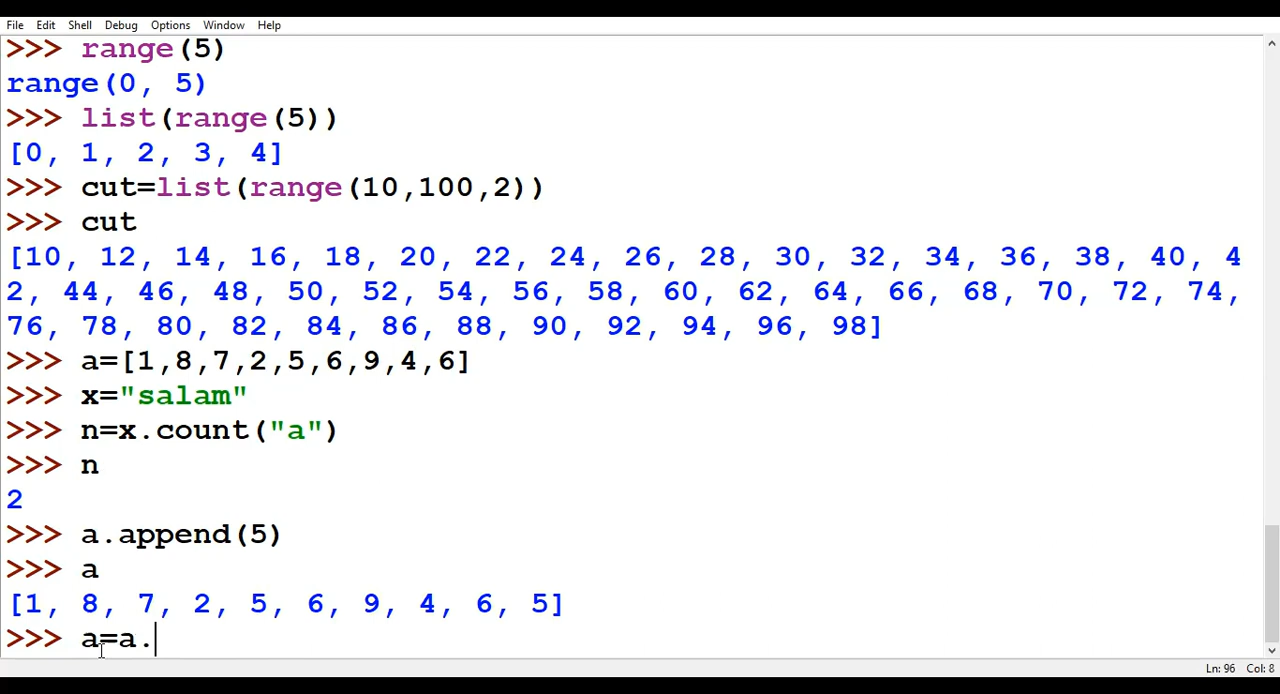 File Edit Shell Debug Options Window Help
>>> range(5)
range(0, 5)
>>> list(range(5))
[0, 1, 2, 3, 4]
>>> cut=list(range(10,100,2))
>>> cut
[10, 12, 14, 16, 18, 20, 22, 24, 26, 28, 30, 32, 34, 36, 38, 40, 4
2, 44, 46, 48, 50, 52, 54, 56, 58, 60, 62, 64, 66, 68, 70, 72, 74,
76, 78, 80, 82, 84, 86, 88, 90, 92, 94, 96, 98]
>>> a=[1,8,7,2,5,6,9,4,6]
>>> x="salam"
>>> n=x.count("a")
>>> n
2
>>> a.append(5)
>>> a
[1, 8, 7, 2, 5, 6, 9, 4, 6, 5]
>>> a=a.
Ln: 96 Col: 8